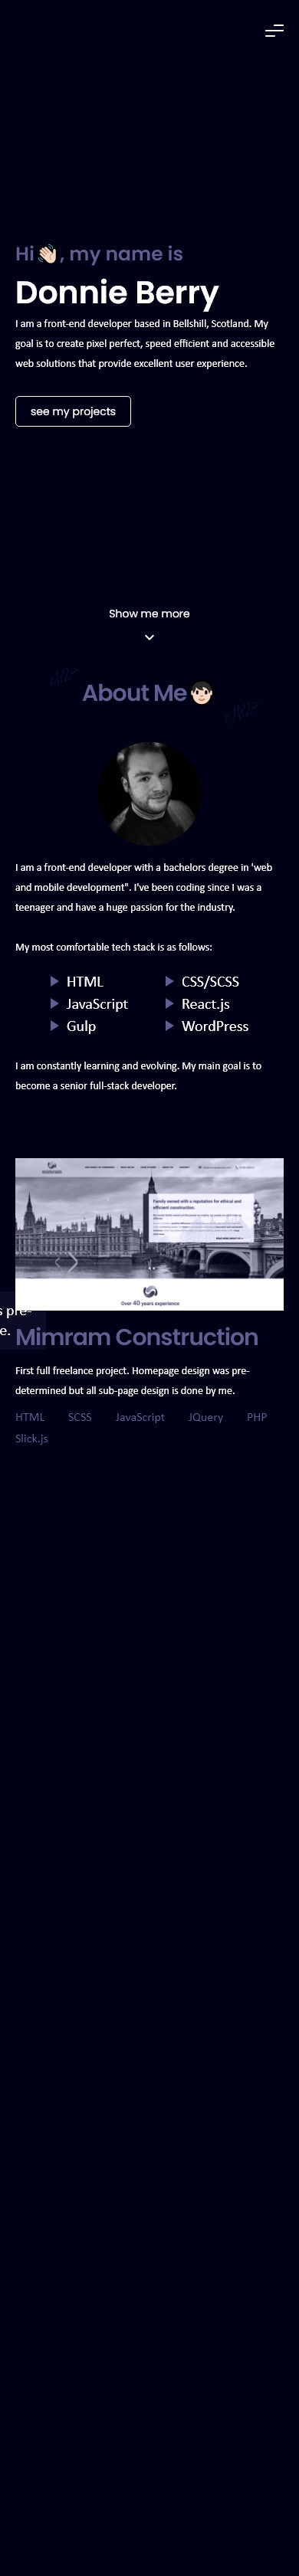 Hi 👋🏻, my name is
Donnie Berry
I am a front-end developer based in Bellshill, Scotland. My
goal is to create pixel perfect, speed efficient and accessible
web solutions that provide excellent user experience.
see my projects
Show me more
About Me
I am a front-end developer with a bachelors degree in 'web
and mobile development". I've been coding since I was a
teenager and have a huge passion for the industry.
My most comfortable tech stack is as follows:
HTML
CSS/SCSS
JavaScript
React.js
Gulp
WordPress
I am constantly learning and evolving. My main goal is to
become a senior full-stack developer.
Family owned with a reputation for ethical and
efficient construction.
Over 40 years experience
s pre-
e.
Mimram Construction
First full freelance project. Homepage design was pre-
determined but all sub-page design is done by me.
HTML SCSS JavaScript JQuery PHP
Slick.js